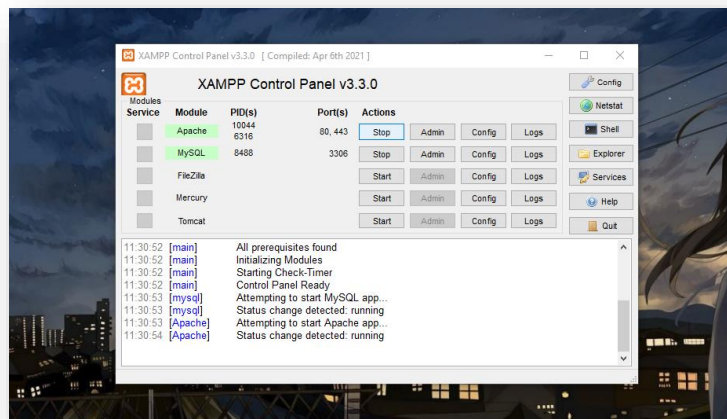 XAMPP Control Panel v3.3.0 [ Compiled: Apr 6th 2021 ]
XAMPP Control Panel v3.3.0
Config
Modules
Service Module PID(s) Port(s) Actions
Netstat
Apache 10044 6316 80, 443 Stop Admin Config Logs
Shell
MySQL 8488 3306 Stop Admin Config Logs
Explorer
FileZilla Start Admin Config Logs
Services
Mercury Start Admin Config Logs
Help
Tomcat Start Admin Config Logs
Quit
11:30:52 [main] All prerequisites found
11:30:52 [main] Initializing Modules
11:30:52 [main] Starting Check-Timer
11:30:52 [main] Control Panel Ready
11:30:53 [mysql] Attempting to start MySQL app...
11:30:53 [mysql] Status change detected: running
11:30:53 [Apache] Attempting to start Apache app...
11:30:54 [Apache] Status change detected: running